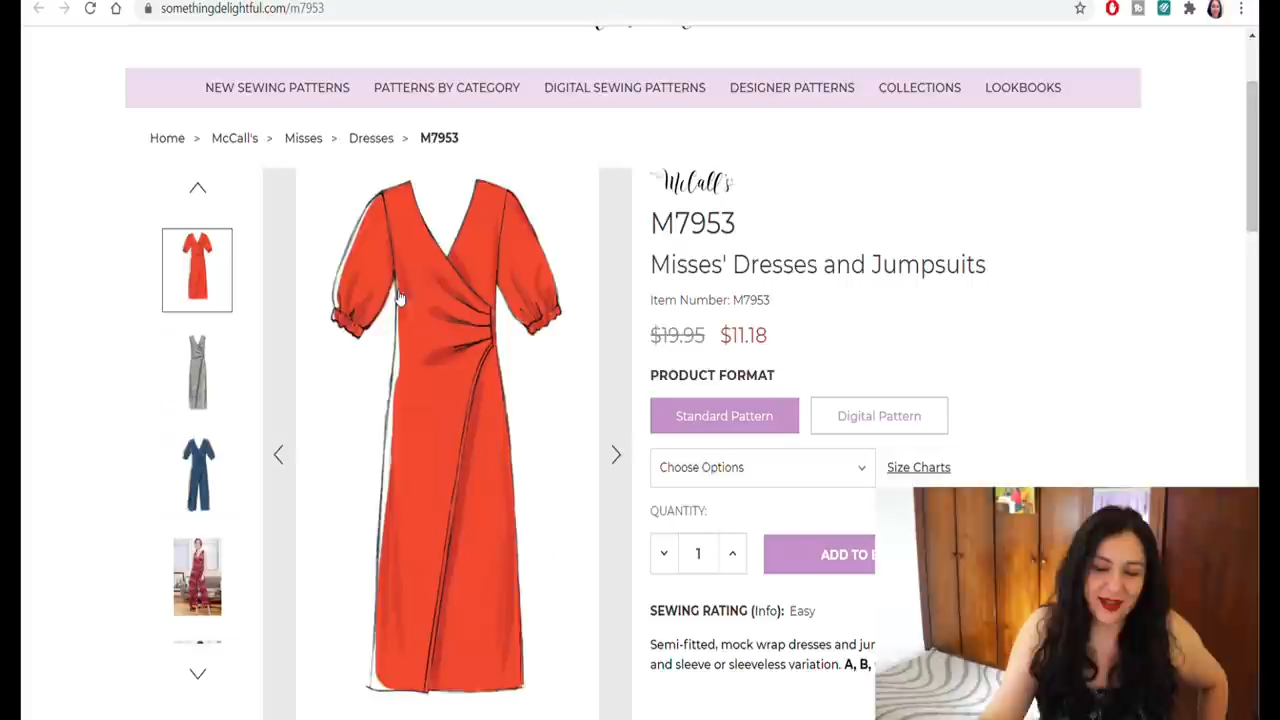 somethingdelightful.com/m7953
NEW SEWING PATTERNS PATTERNS BY CATEGORY DIGITAL SEWING PATTERNS DESIGNER PATTERNS COLLECTIONS LOOKBOOKS
Home > McCall's > Misses > Dresses > M7953
McCall's
M7953
Misses' Dresses and Jumpsuits
Item Number: M7953
$19.95 $11.18
PRODUCT FORMAT
Standard Pattern Digital Pattern
Choose Options Size Charts
QUANTITY:
1 ADD TO
SEWING RATING (Info): Easy
Semi-fitted, mock wrap dresses and
and sleeve or sleeveless variation. A, B,